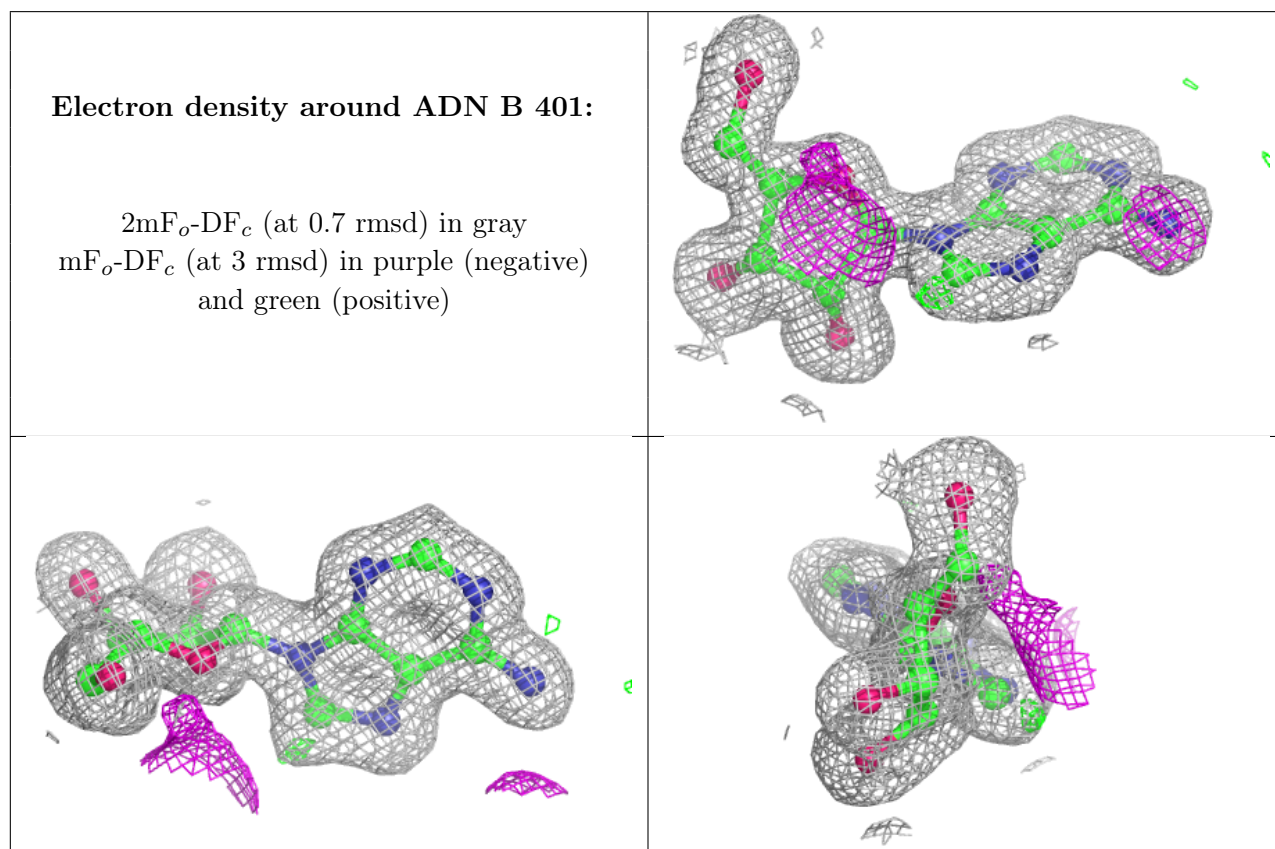 Electron density around ADN B 401:
2mFo-DFc (at 0.7 rmsd) in gray
mFo-DFc (at 3 rmsd) in purple (negative)
and green (positive)